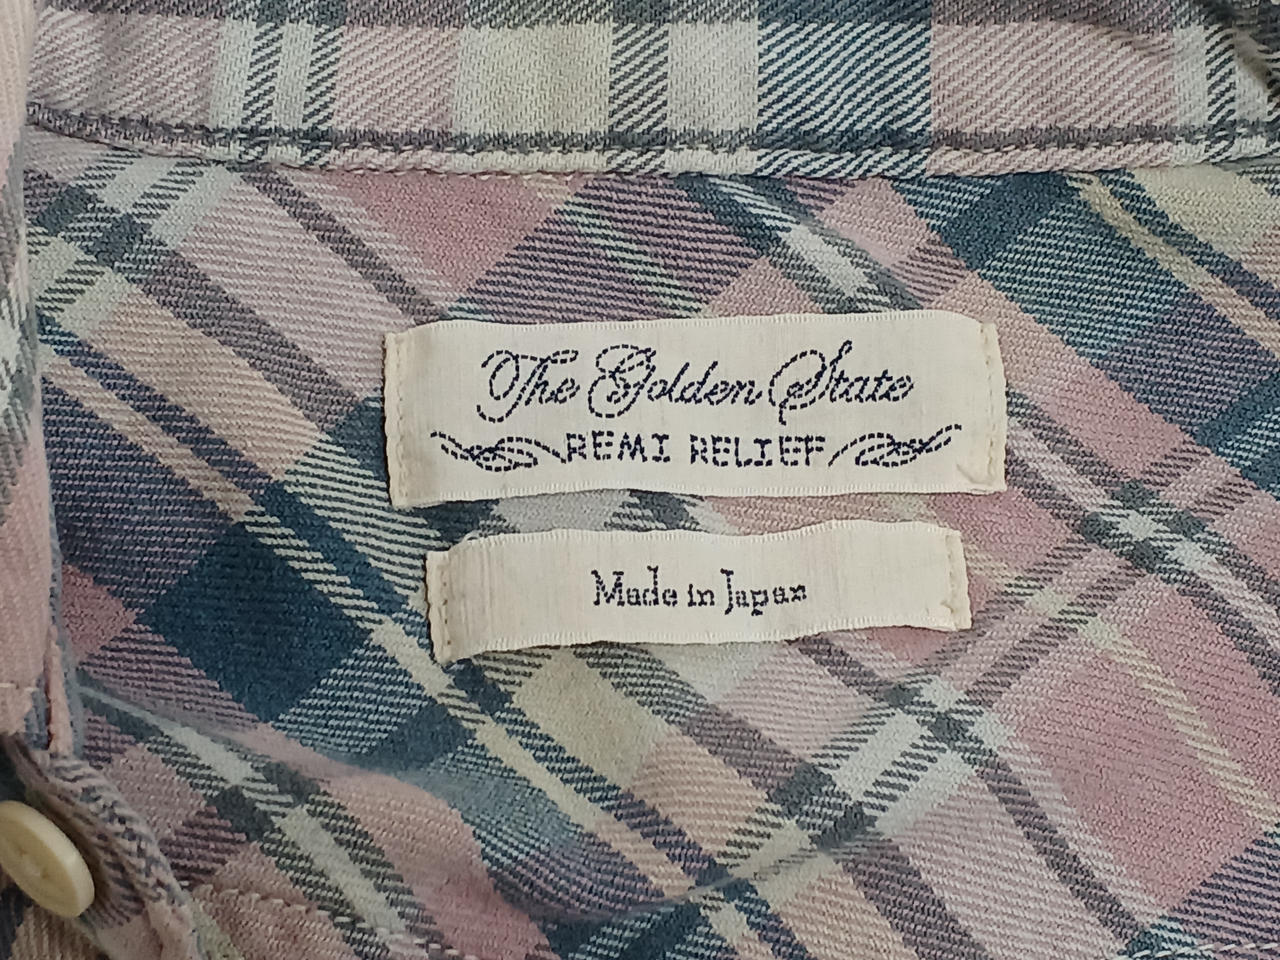 The Golden State
REMI RELIEF
Made in Japan